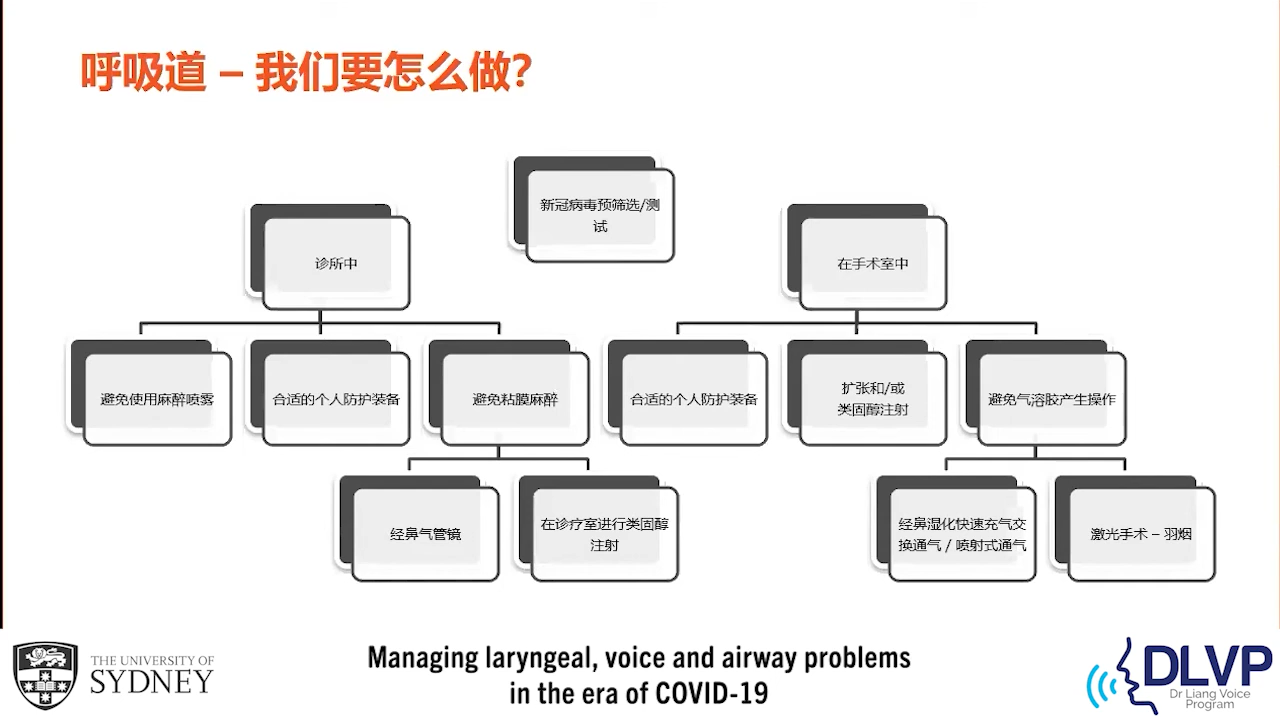 呼吸道 – 我们要怎么做?
新冠病毒预筛选/测
试
诊所中
在手术室中
避免使用麻醉喷雾
合适的个人防护装备
避免粘膜麻醉
合适的个人防护装备
扩张和/或
类固醇注射
避免气溶胶产生操作
经鼻气管镜
在诊疗室进行类固醇
注射
经鼻湿化快速充气交
换通气 / 喷射式通气
激光手术 – 羽烟
THE UNIVERSITY OF
SYDNEY
Managing laryngeal, voice and airway problems
in the era of COVID-19
DLVP
Dr Liang Voice
Program